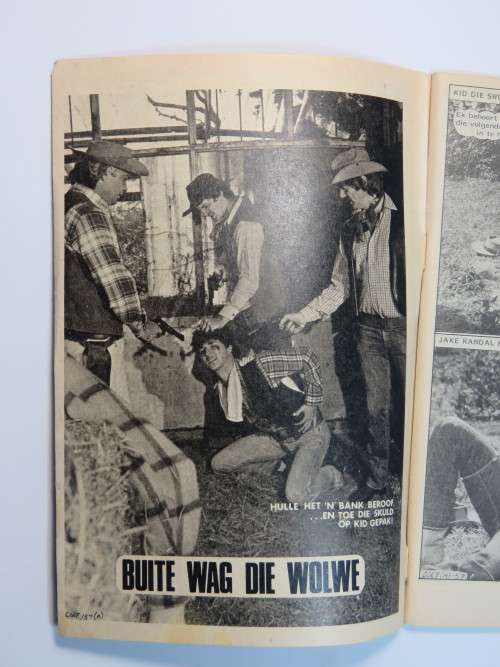 HULLE HET 'N' BANK BEROOF
...EN TOE DIE SKULD
OP KID GEPAK!
BUITE WAG DIE WOLWE
KID DIE
Ek behoort
die volgende
in
JAKE RANDAL